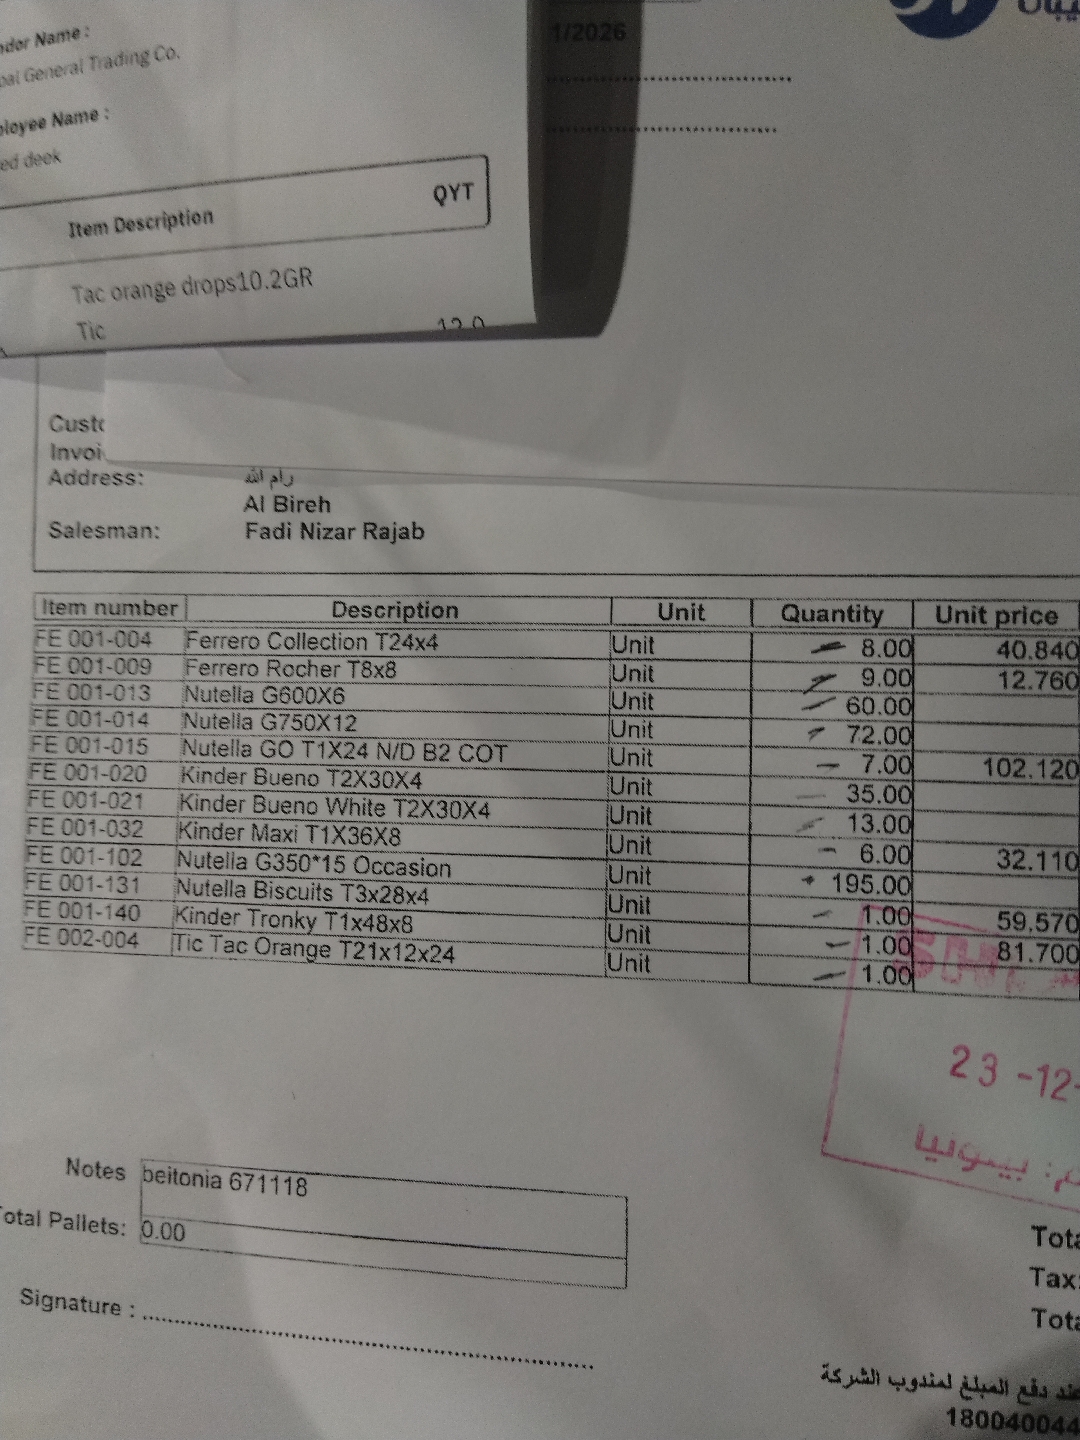 Vendor Name :
General Trading Co.
Employee Name :
deek
Item Description QYT
Tac orange drops10.2GR
Tic 12.0
1/2026
Address: رام الله
Al Bireh
Salesman: Fadi Nizar Rajab
Item number Description Unit Quantity Unit price
FE 001-004 Ferrero Collection T24x4 Unit 8.00 40.840
FE 001-009 Ferrero Rocher T8x8 Unit 9.00 12.760
FE 001-013 Nutella G600X6 Unit 60.00
FE 001-014 Nutella G750X12 Unit 72.00
FE 001-015 Nutella GO T1X24 N/D B2 COT Unit 7.00 102.120
FE 001-020 Kinder Bueno T2X30X4 Unit 35.00
FE 001-021 Kinder Bueno White T2X30X4 Unit 13.00
FE 001-032 Kinder Maxi T1X36X8 Unit 6.00 32.110
FE 001-102 Nutella G350*15 Occasion Unit 195.00
FE 001-131 Nutella Biscuits T3x28x4 Unit 1.00 59.570
FE 001-140 Kinder Tronky T1x48x8 Unit 1.00 81.700
FE 002-004 Tic Tac Orange T21x12x24 Unit 1.00
23 -12-
بيتونيا
Notes beitonia 671118
Total Pallets: 0.00
Signature :
Tota
Tax:
Tota
عند دفع المبلغ لمندوب الشركة
180040044